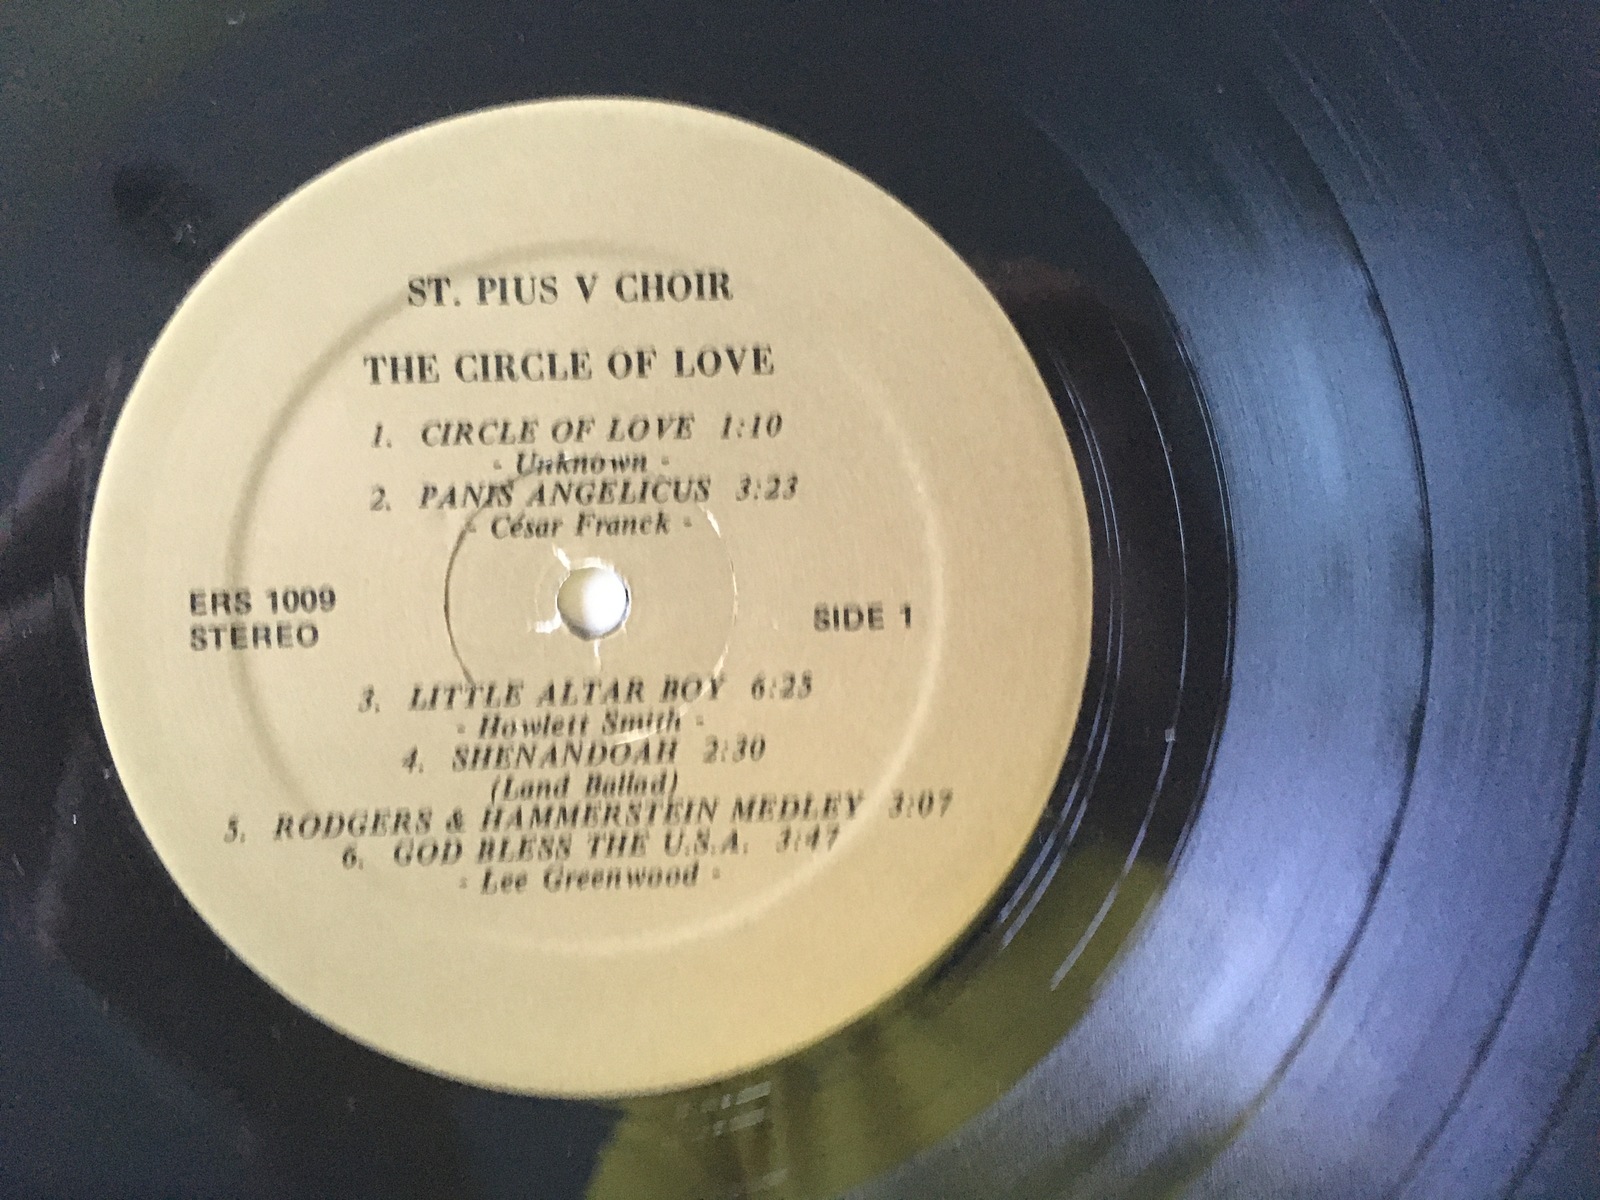 ST. PIUS V CHOIR
THE CIRCLE OF LOVE
1. CIRCLE OF LOVE 1:10
- Unknown -
2. PANIS ANGELICUS 3:23
- César Franck -
ERS 1009
STEREO
SIDE 1
3. LITTLE ALTAR BOY 6:25
- Howlett Smith -
4. SHENANDOAH 2:30
(Land Ballad)
5. RODGERS & HAMMERSTEIN MEDLEY 3:07
6. GOD BLESS THE U.S.A. 3:47
- Lee Greenwood -